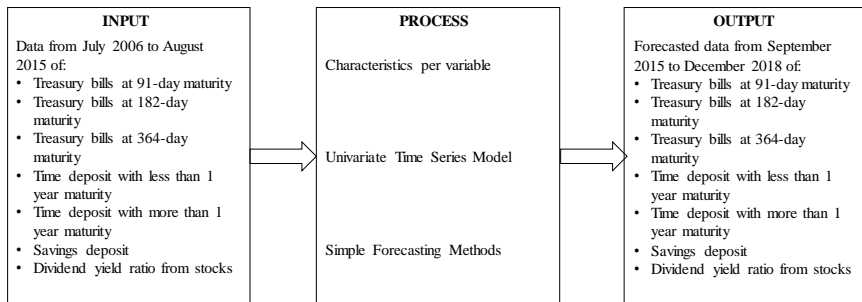 INPUT
Data from July 2006 to August
2015 of:
• Treasury bills at 91-day maturity
• Treasury bills at 182-day
maturity
• Treasury bills at 364-day
maturity
• Time deposit with less than 1
year maturity
• Time deposit with more than 1
year maturity
• Savings deposit
• Dividend yield ratio from stocks
PROCESS
Characteristics per variable
Univariate Time Series Model
Simple Forecasting Methods
OUTPUT
Forecasted data from September
2015 to December 2018 of:
• Treasury bills at 91-day maturity
• Treasury bills at 182-day
maturity
• Treasury bills at 364-day
maturity
• Time deposit with less than 1
year maturity
• Time deposit with more than 1
year maturity
• Savings deposit
• Dividend yield ratio from stocks